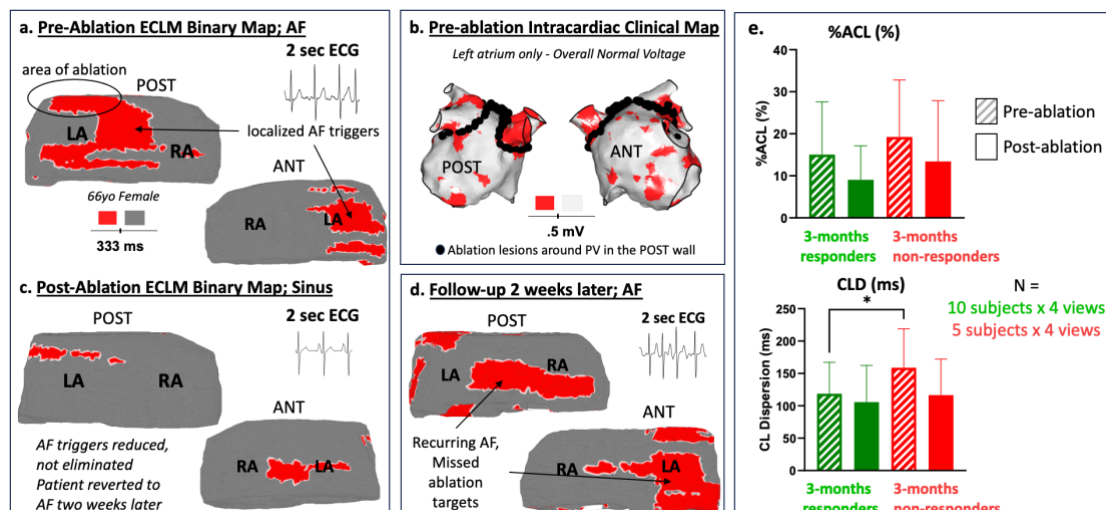 a. Pre-Ablation ECLM Binary Map; AF
2 sec ECG
area of ablation
POST
LA
RA
localized AF triggers
ANT
66yo Female
RA
LA
333 ms
b. Pre-ablation Intracardiac Clinical Map
Left atrium only - Overall Normal Voltage
POST
ANT
.5 mV
Ablation lesions around PV in the POST wall
c. Post-Ablation ECLM Binary Map; Sinus
2 sec ECG
POST
LA
RA
ANT
RA
LA
AF triggers reduced,
not eliminated
Patient reverted to
AF two weeks later
d. Follow-up 2 weeks later; AF
2 sec ECG
POST
LA
RA
ANT
Recurring AF,
Missed
ablation
targets
RA
LA
e.
%ACL (%)
%ACL (%)
40
30
20
10
0
Pre-ablation
Post-ablation
3-months
responders
3-months
non-responders
CLD (ms)
*
CL Dispersion (ms)
250
200
150
100
50
0
N =
10 subjects x 4 views
5 subjects x 4 views
3-months
responders
3-months
non-responders